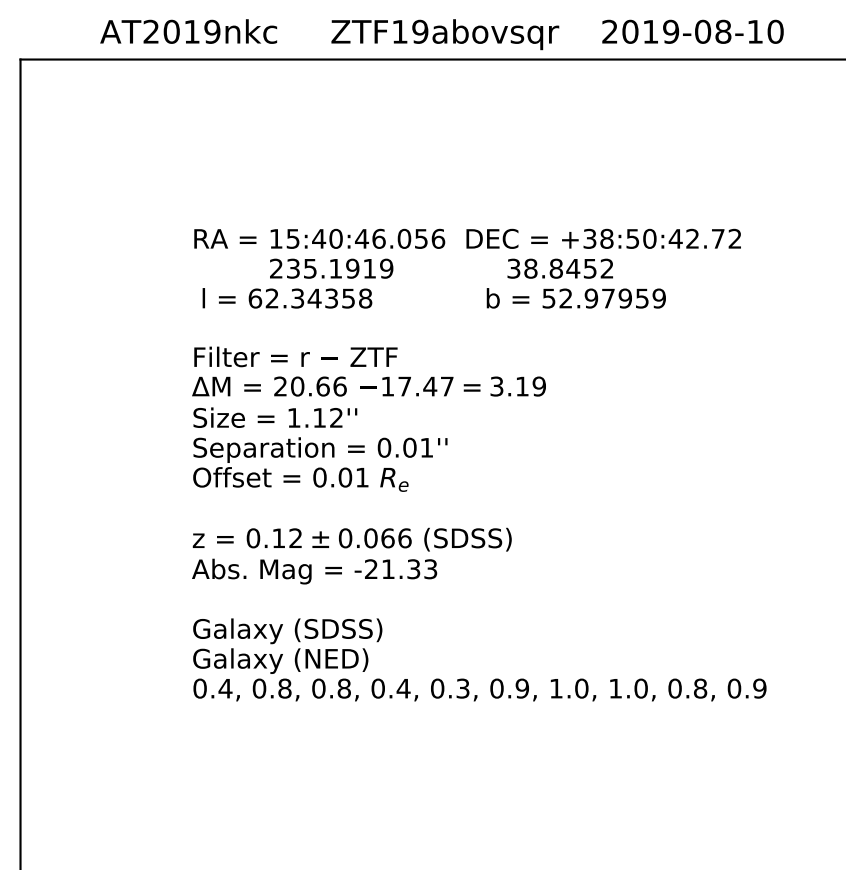 AT2019nkc ZTF19abovsqr 2019-08-10
RA = 15:40:46.056 DEC = +38:50:42.72
235.1919 38.8452
l = 62.34358 b = 52.97959
Filter = r − ZTF
ΔM = 20.66 −17.47 = 3.19
Size = 1.12''
Separation = 0.01''
Offset = 0.01 Rₑ
z = 0.12 ± 0.066 (SDSS)
Abs. Mag = -21.33
Galaxy (SDSS)
Galaxy (NED)
0.4, 0.8, 0.8, 0.4, 0.3, 0.9, 1.0, 1.0, 0.8, 0.9